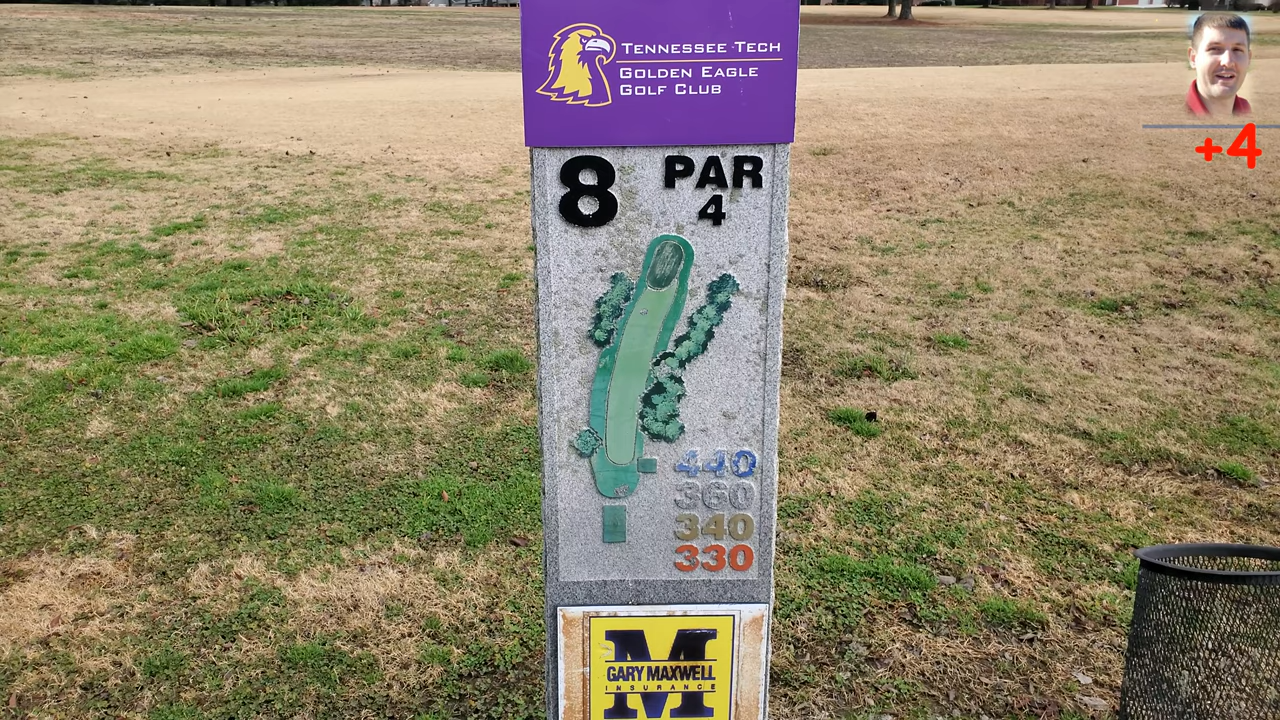 TENNESSEE TECH
GOLDEN EAGLE
GOLF CLUB
+4
8 PAR
4
440
360
340
330
M
GARY MAXWELL
INSURANCE